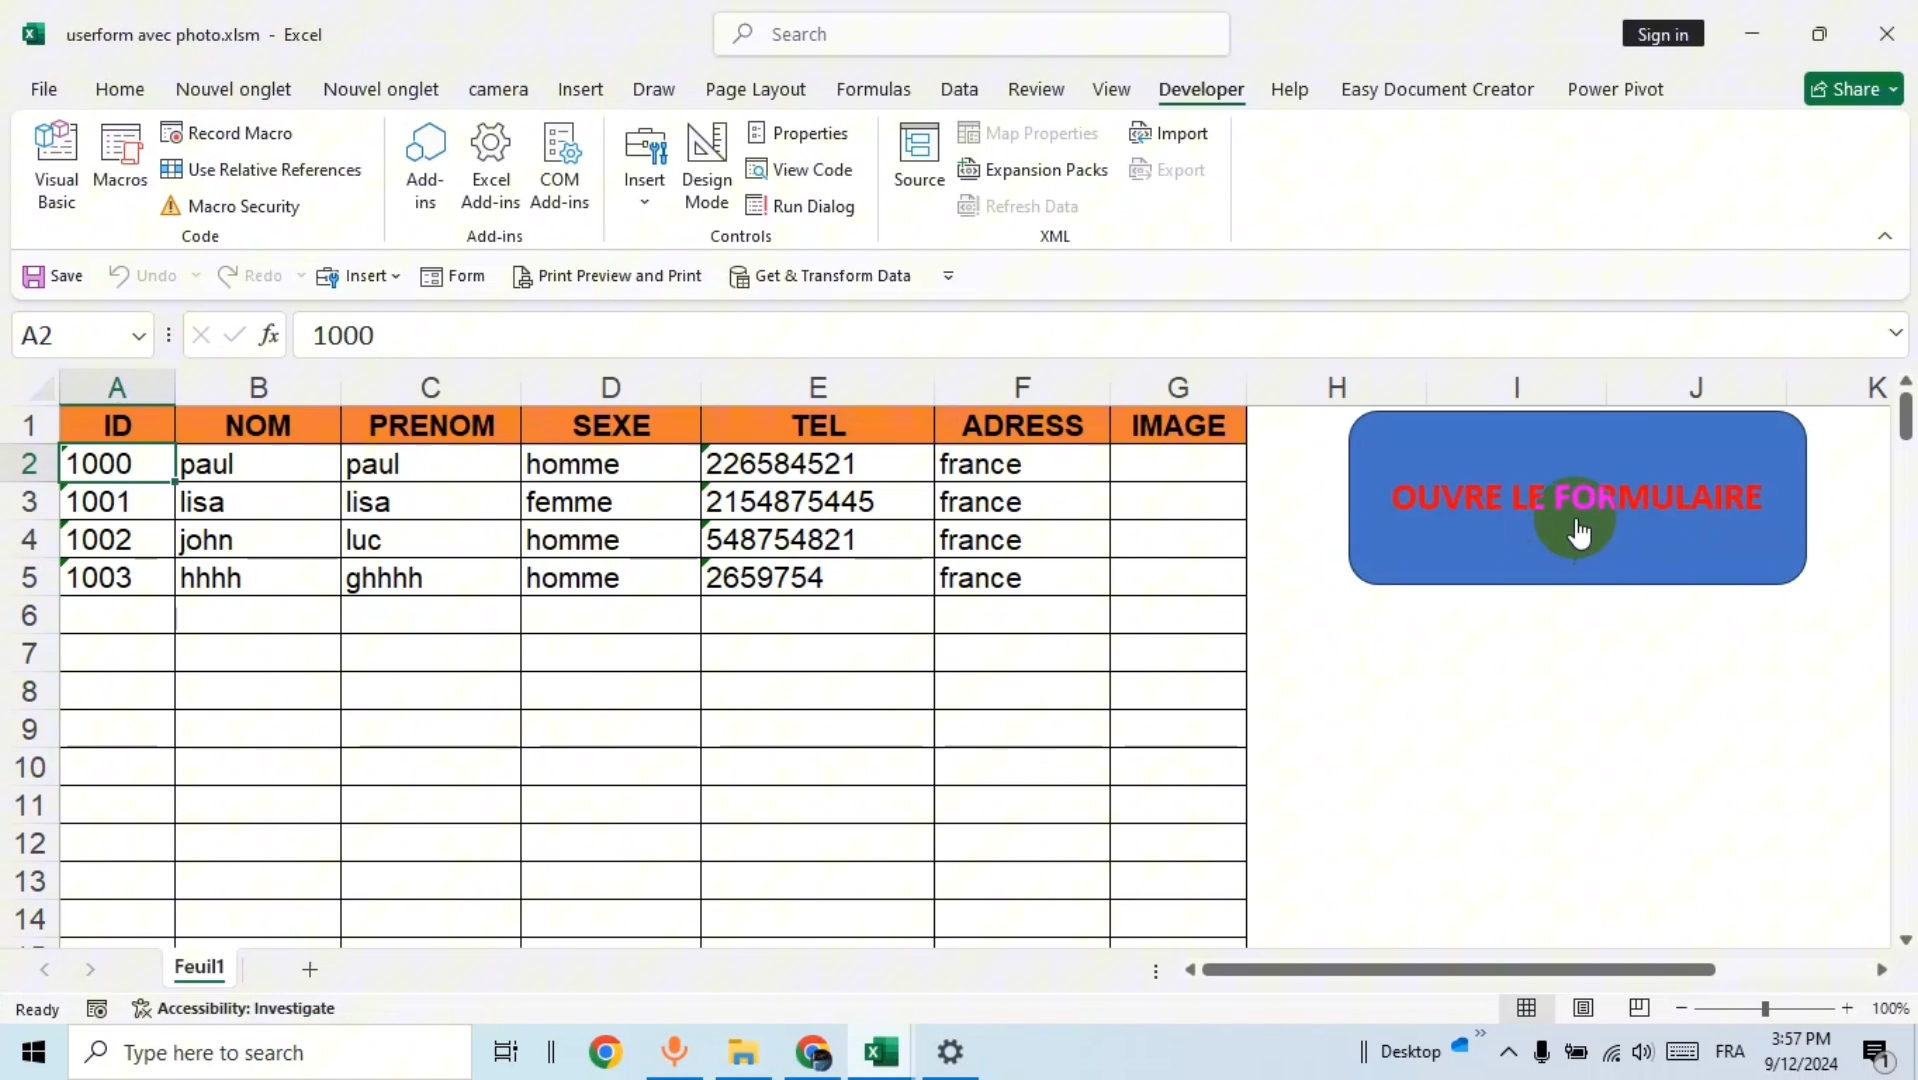 userform avec photo.xlsm - Excel
Search
Sign in
File Home Nouvel onglet Nouvel onglet camera Insert Draw Page Layout Formulas Data Review View Developer Help Easy Document Creator Power Pivot Share
Visual Basic
Macros
Record Macro
Use Relative References
Macro Security
Code
Add-ins
Excel Add-ins
COM Add-ins
Add-ins
Insert
Design Mode
Properties
View Code
Run Dialog
Controls
Source
Map Properties
Expansion Packs
Refresh Data
Import
Export
XML
Save Undo Redo Insert Form Print Preview and Print Get & Transform Data
A2 fx 1000
A B C D E F G H I J K
1 ID NOM PRENOM SEXE TEL ADRESS IMAGE
2 1000 paul paul homme 226584521 france
3 1001 lisa lisa femme 2154875445 france
4 1002 john luc homme 548754821 france
5 1003 hhhh ghhhh homme 2659754 france
6
7
8
9
10
11
12
13
14
OUVRE LE FORMULAIRE
Feuil1
Ready Accessibility: Investigate 100%
Type here to search
Desktop
FRA
3:57 PM
9/12/2024
1